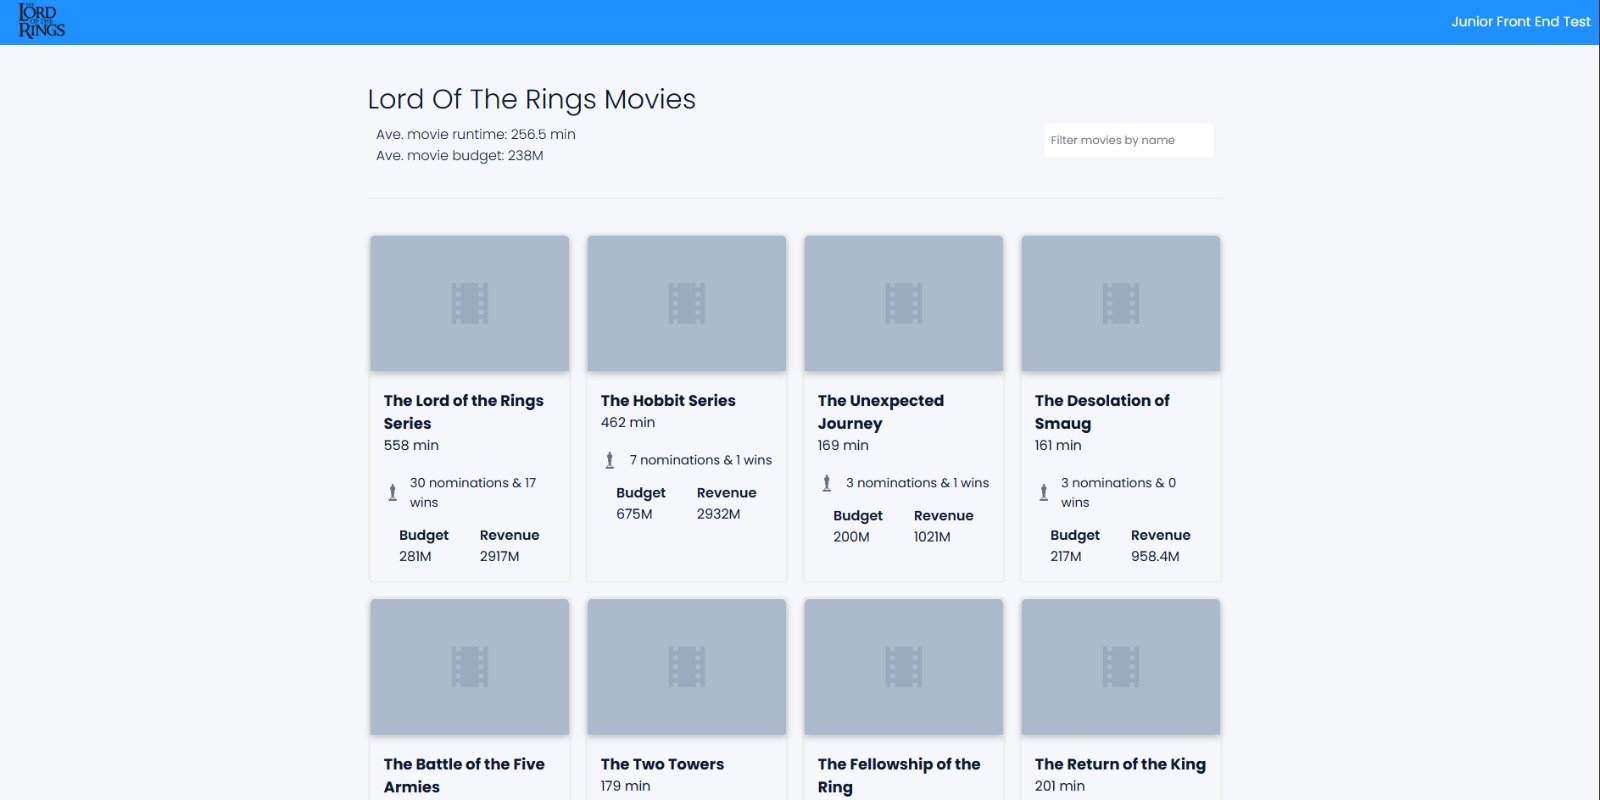 THE
LORD
OF THE
RINGS
Junior Front End Test
Lord Of The Rings Movies
Ave. movie runtime: 256.5 min
Ave. movie budget: 238M
Filter movies by name
The Lord of the Rings
Series
558 min
30 nominations & 17
wins
Budget Revenue
281M 2917M
The Hobbit Series
462 min
7 nominations & 1 wins
Budget Revenue
675M 2932M
The Unexpected
Journey
169 min
3 nominations & 1 wins
Budget Revenue
200M 1021M
The Desolation of
Smaug
161 min
3 nominations & 0
wins
Budget Revenue
217M 958.4M
The Battle of the Five
Armies
The Two Towers
179 min
The Fellowship of the
Ring
The Return of the King
201 min